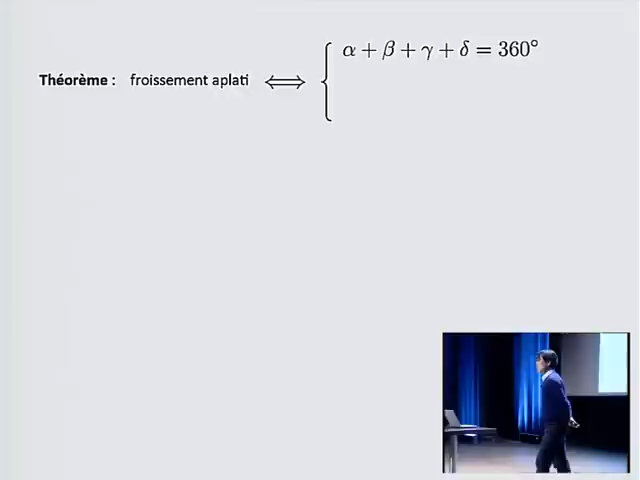 α + β + γ + δ = 360°
Théorème : froissement aplati ⟺